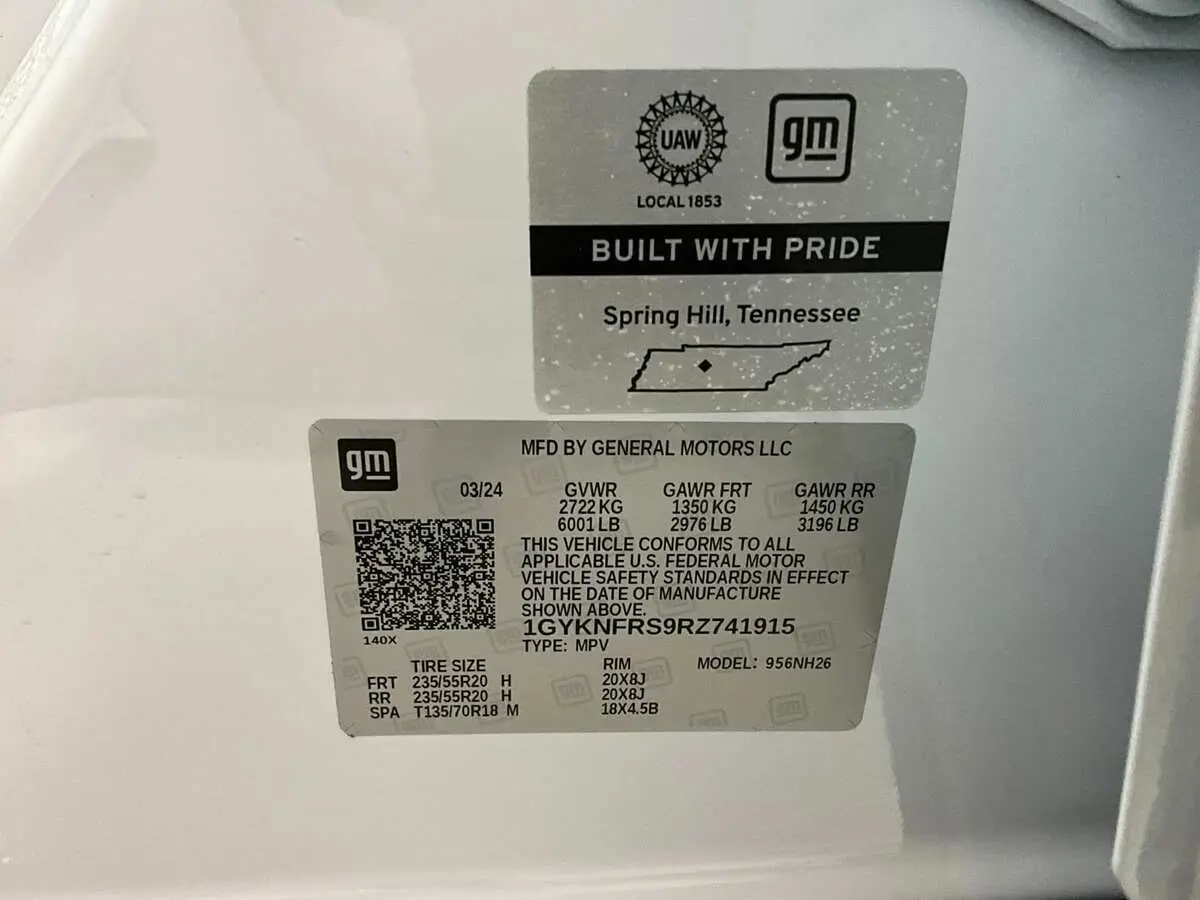 UAW
gm
LOCAL 1853
BUILT WITH PRIDE
Spring Hill, Tennessee
gm
MFD BY GENERAL MOTORS LLC
03/24 GVWR GAWR FRT GAWR RR
2722 KG 1350 KG 1450 KG
6001 LB 2976 LB 3196 LB
THIS VEHICLE CONFORMS TO ALL
APPLICABLE U.S. FEDERAL MOTOR
VEHICLE SAFETY STANDARDS IN EFFECT
ON THE DATE OF MANUFACTURE
SHOWN ABOVE.
1GYKNFRS9RZ741915
140X
TYPE: MPV
TIRE SIZE RIM MODEL: 956NH26
FRT 235/55R20 H 20X8J
RR 235/55R20 H 20X8J
SPA T135/70R18 M 18X4.5B